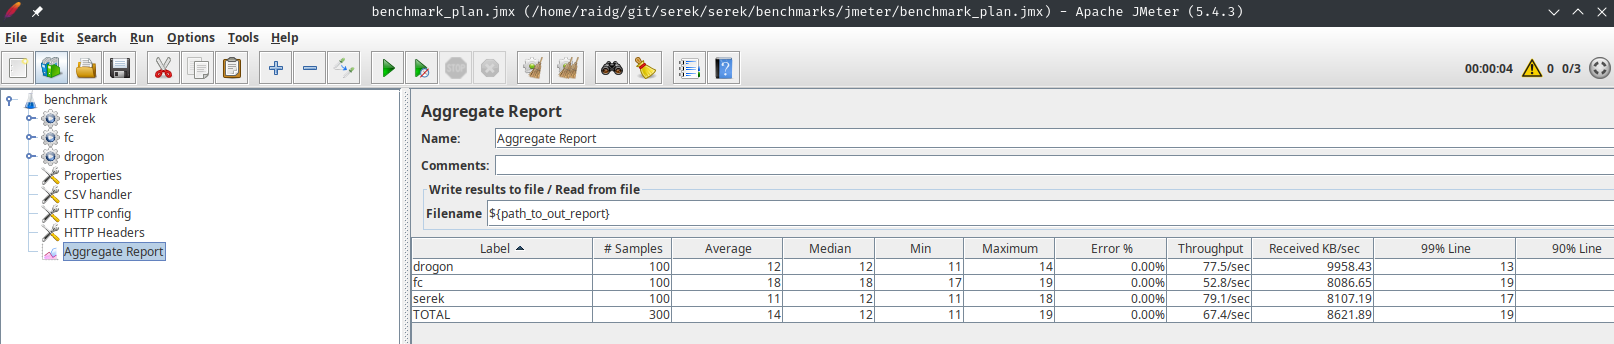 benchmark_plan.jmx (/home/raidg/git/serek/serek/benchmarks/jmeter/benchmark_plan.jmx) - Apache JMeter (5.4.3)
File Edit Search Run Options Tools Help
STOP 00:00:04 0 0/3
benchmark
serek
fc
drogon
Properties
CSV handler
HTTP config
HTTP Headers
Aggregate Report
Aggregate Report
Name: Aggregate Report
Comments:
Write results to file / Read from file
Filename ${path_to_out_report}
Label # Samples Average Median Min Maximum Error % Throughput Received KB/sec 99% Line 90% Line
drogon 100 12 12 11 14 0.00% 77.5/sec 9958.43 13
fc 100 18 18 17 19 0.00% 52.8/sec 8086.65 19
serek 100 11 12 11 18 0.00% 79.1/sec 8107.19 17
TOTAL 300 14 12 11 19 0.00% 67.4/sec 8621.89 19